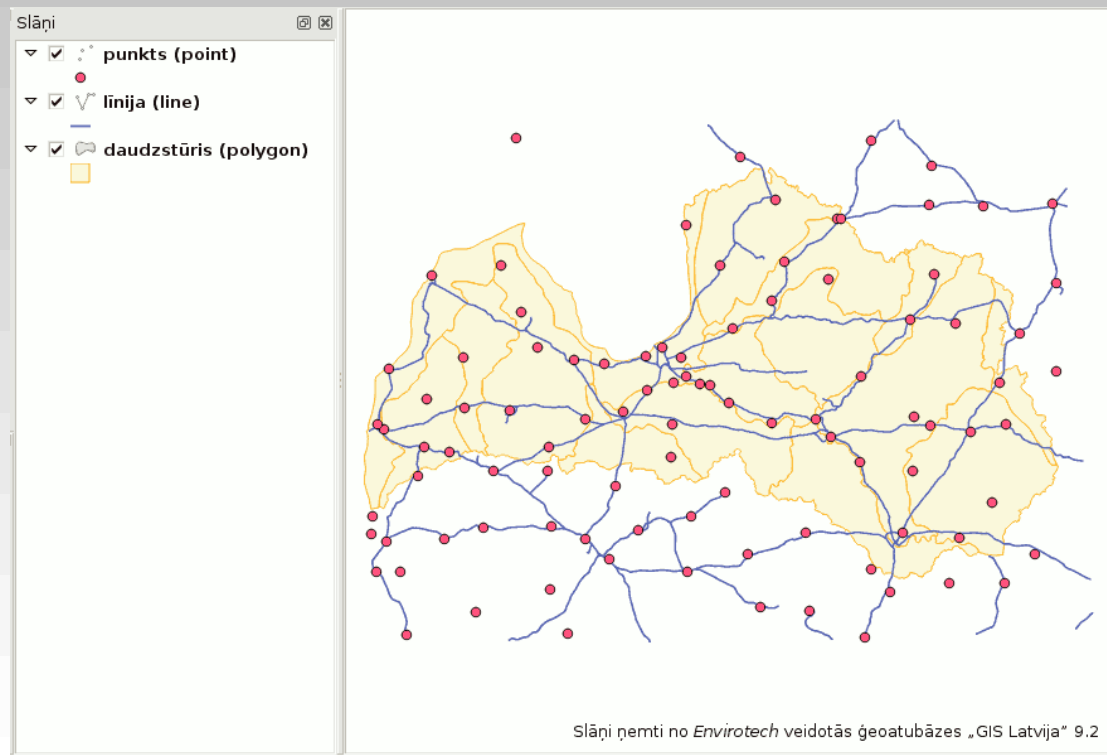 Slāņi
punkts (point)
līnija (line)
daudzstūris (polygon)
Slāņi ņemti no Envirotech veidotās ģeoatubāzes „GIS Latvija” 9.2